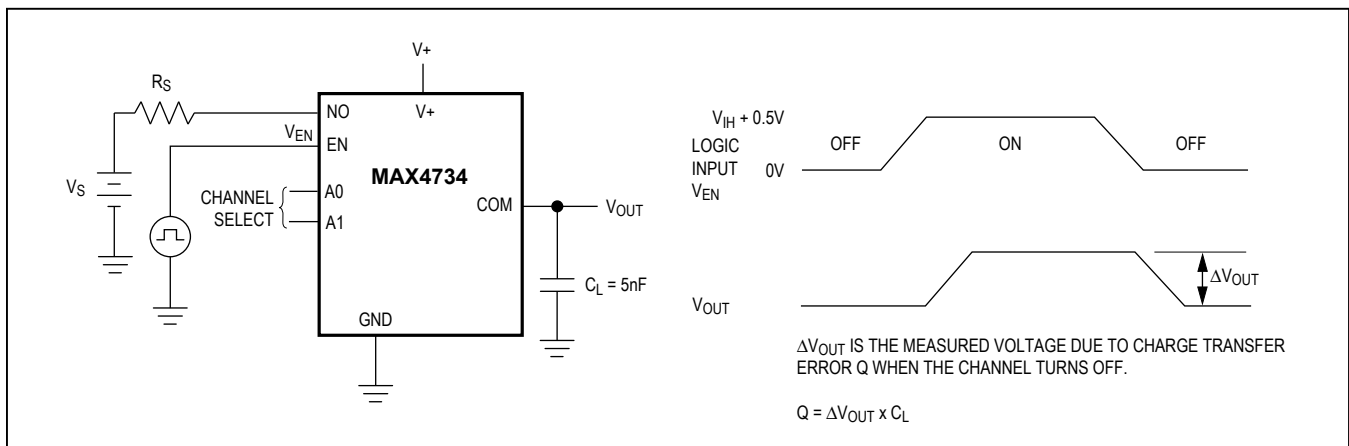 V+
RS
NO
V+
VEN
EN
MAX4734
VS
CHANNEL
SELECT
A0
A1
COM
VOUT
CL = 5nF
GND
VIH + 0.5V
LOGIC
INPUT
VEN
0V
OFF
ON
OFF
VOUT
ΔVOUT
ΔVOUT IS THE MEASURED VOLTAGE DUE TO CHARGE TRANSFER
ERROR Q WHEN THE CHANNEL TURNS OFF.
Q = ΔVOUT x CL